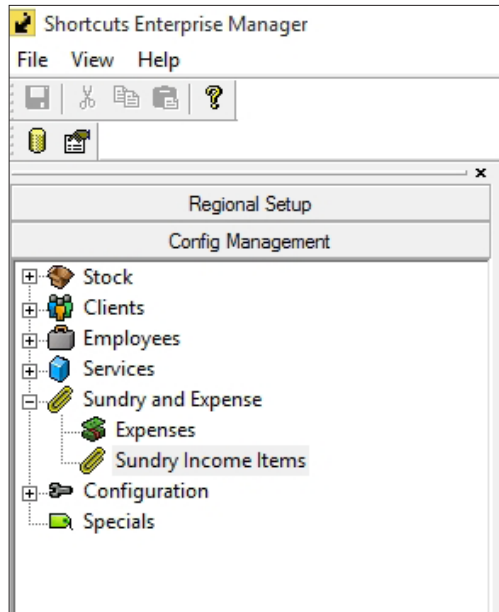 Shortcuts Enterprise Manager
File View Help
Regional Setup
Config Management
Stock
Clients
Employees
Services
Sundry and Expense
Expenses
Sundry Income Items
Configuration
Specials